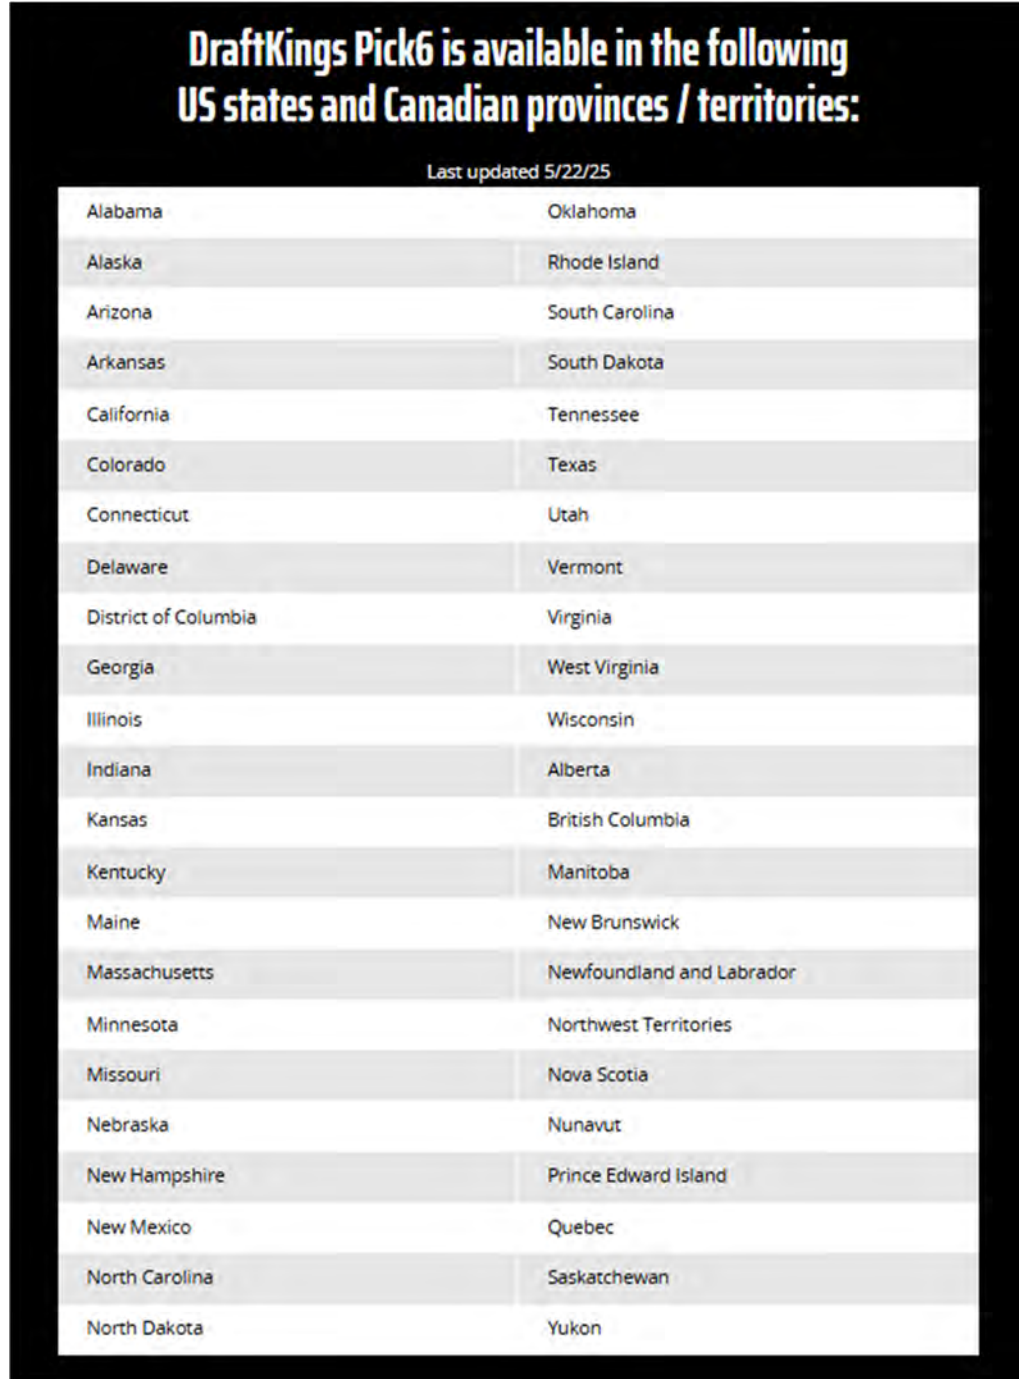 DraftKings Pick6 is available in the following
US states and Canadian provinces / territories:
Last updated 5/22/25
Alabama Oklahoma
Alaska Rhode Island
Arizona South Carolina
Arkansas South Dakota
California Tennessee
Colorado Texas
Connecticut Utah
Delaware Vermont
District of Columbia Virginia
Georgia West Virginia
Illinois Wisconsin
Indiana Alberta
Kansas British Columbia
Kentucky Manitoba
Maine New Brunswick
Massachusetts Newfoundland and Labrador
Minnesota Northwest Territories
Missouri Nova Scotia
Nebraska Nunavut
New Hampshire Prince Edward Island
New Mexico Quebec
North Carolina Saskatchewan
North Dakota Yukon